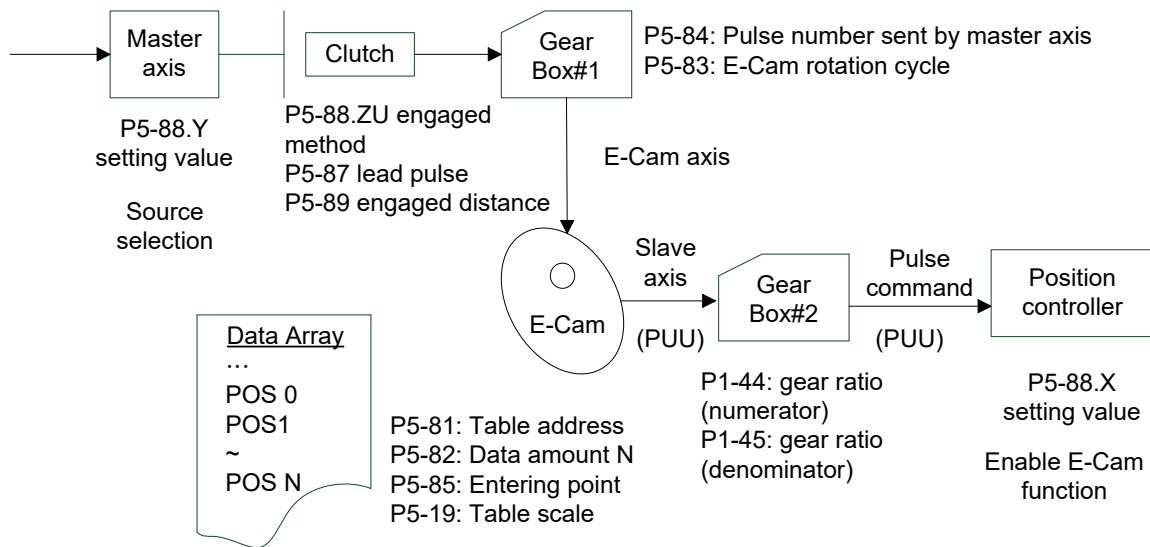 Master
axis
Clutch
Gear
Box#1
P5-84: Pulse number sent by master axis
P5-83: E-Cam rotation cycle
P5-88.Y
setting value
Source
selection
P5-88.ZU engaged
method
P5-87 lead pulse
P5-89 engaged distance
E-Cam axis
E-Cam
Slave
axis
(PUU)
Gear
Box#2
Pulse
command
(PUU)
Position
controller
Data Array
...
POS 0
POS1
~
POS N
P5-81: Table address
P5-82: Data amount N
P5-85: Entering point
P5-19: Table scale
P1-44: gear ratio
(numerator)
P1-45: gear ratio
(denominator)
P5-88.X
setting value
Enable E-Cam
function